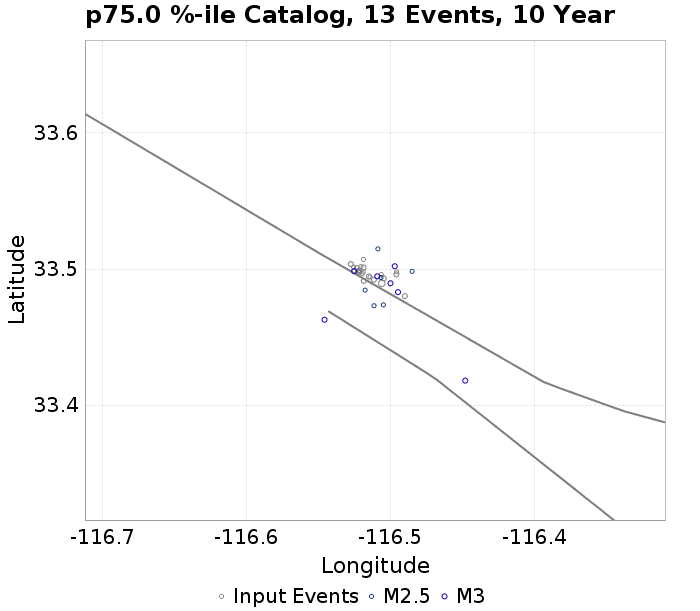 p75.0 %-ile Catalog, 13 Events, 10 Year
33.6
33.5
33.4
Latitude
-116.7 -116.6 -116.5 -116.4
Longitude
Input Events M2.5 M3